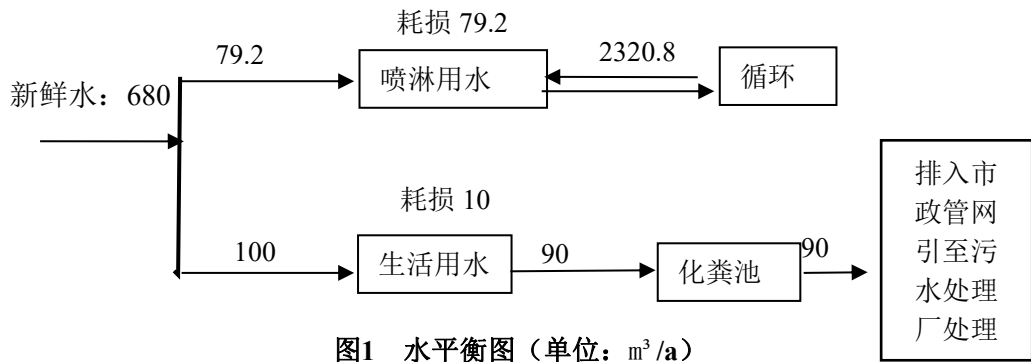 耗损 79.2
79.2
喷淋用水
2320.8
循环
新鲜水：680
耗损 10
100
生活用水
90
化粪池
90
排入市
政管网
引至污
水处理
厂处理
图1 水平衡图（单位：m³/a）